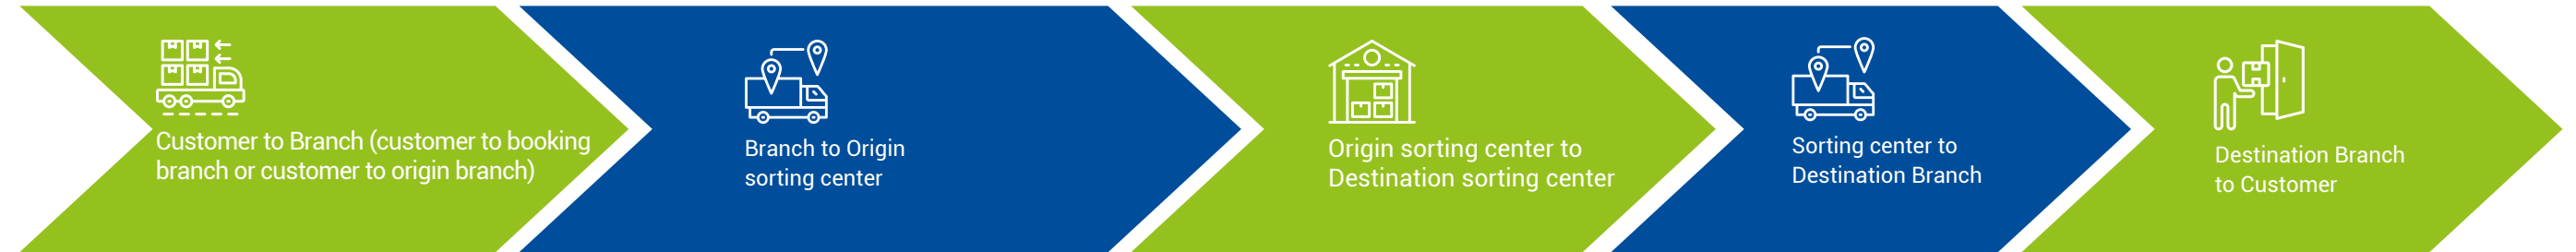 Customer to Branch (customer to booking
branch or customer to origin branch)
Branch to Origin
sorting center
Origin sorting center to
Destination sorting center
Sorting center to
Destination Branch
Destination Branch
to Customer